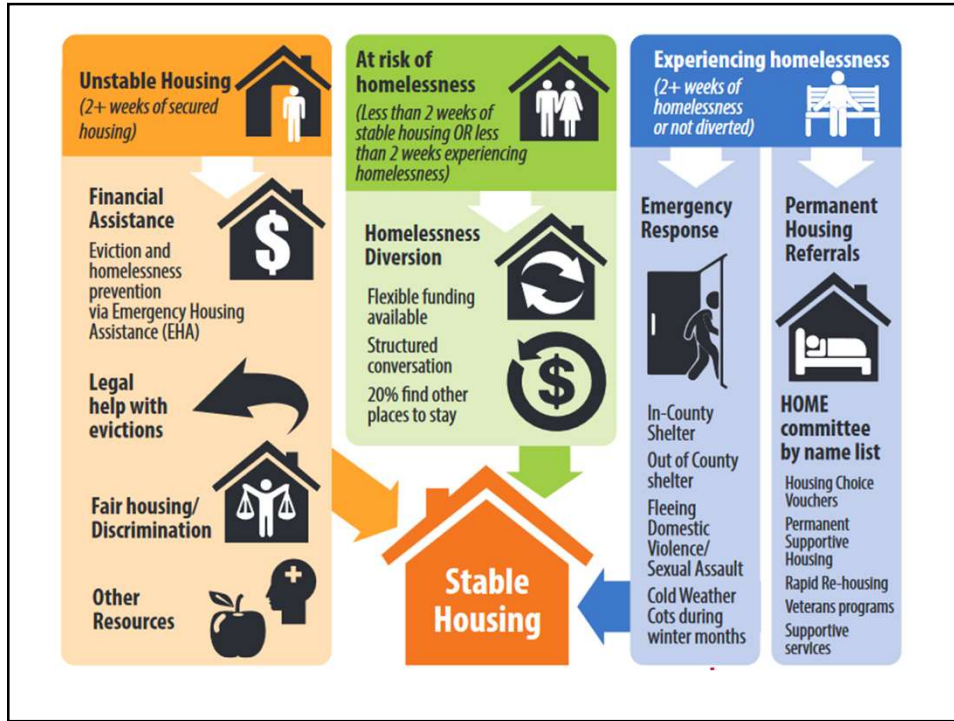 Unstable Housing
(2+ weeks of secured
housing)
Financial
Assistance
Eviction and
homelessness
prevention
via Emergency Housing
Assistance (EHA)
Legal
help with
evictions
Fair housing/
Discrimination
Other
Resources
At risk of
homelessness
(Less than 2 weeks of
stable housing OR less
than 2 weeks experiencing
homelessness)
Homelessness
Diversion
Flexible funding
available
Structured
conversation
20% find other
places to stay
Experiencing homelessness
(2+ weeks of
homelessness
or not diverted)
Emergency
Response
In-County
Shelter
Out of County
shelter
Fleeing
Domestic
Violence/
Sexual Assault
Cold Weather
Cots during
winter months
Permanent
Housing
Referrals
HOME
committee
by name list
Housing Choice
Vouchers
Permanent
Supportive
Housing
Rapid Re-housing
Veterans programs
Supportive
services
Stable
Housing